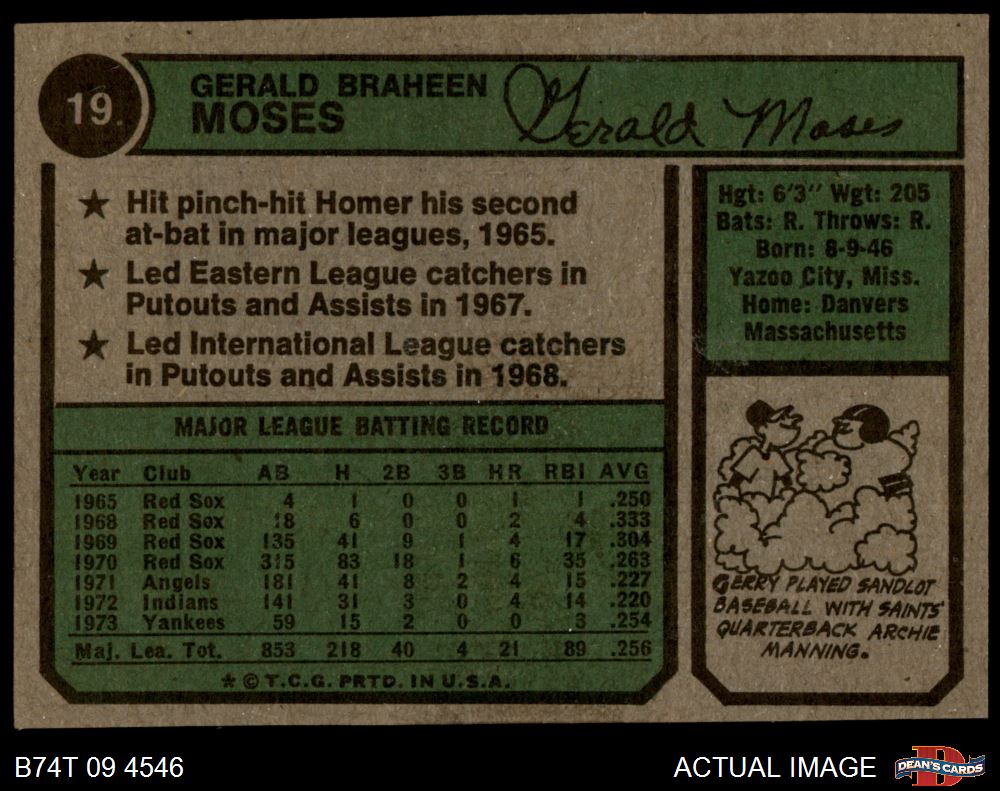 19.
GERALD BRAHEEN
MOSES
Gerald Moses
★ Hit pinch-hit Homer his second
at-bat in major leagues, 1965.
★ Led Eastern League catchers in
Putouts and Assists in 1967.
★ Led International League catchers
in Putouts and Assists in 1968.
MAJOR LEAGUE BATTING RECORD
Year Club AB H 2B 3B HR RBI AVG
1965 Red Sox 4 1 0 0 1 1 .250
1968 Red Sox 18 6 0 0 2 4 .333
1969 Red Sox 135 41 9 1 4 17 .304
1970 Red Sox 315 83 18 1 6 35 .263
1971 Angels 181 41 8 2 4 15 .227
1972 Indians 141 31 3 0 4 14 .220
1973 Yankees 59 15 2 0 0 3 .254
Maj. Lea. Tot. 853 218 40 4 21 89 .256
★ © T.C.G. PRTD. IN U.S.A.
Hgt: 6'3" Wgt: 205
Bats: R. Throws: R.
Born: 8-9-46
Yazoo City, Miss.
Home: Danvers
Massachusetts
GERRY PLAYED SANDLOT
BASEBALL WITH SAINTS'
QUARTERBACK ARCHIE
MANNING.
B74T 09 4546
ACTUAL IMAGE
DEAN'S CARDS